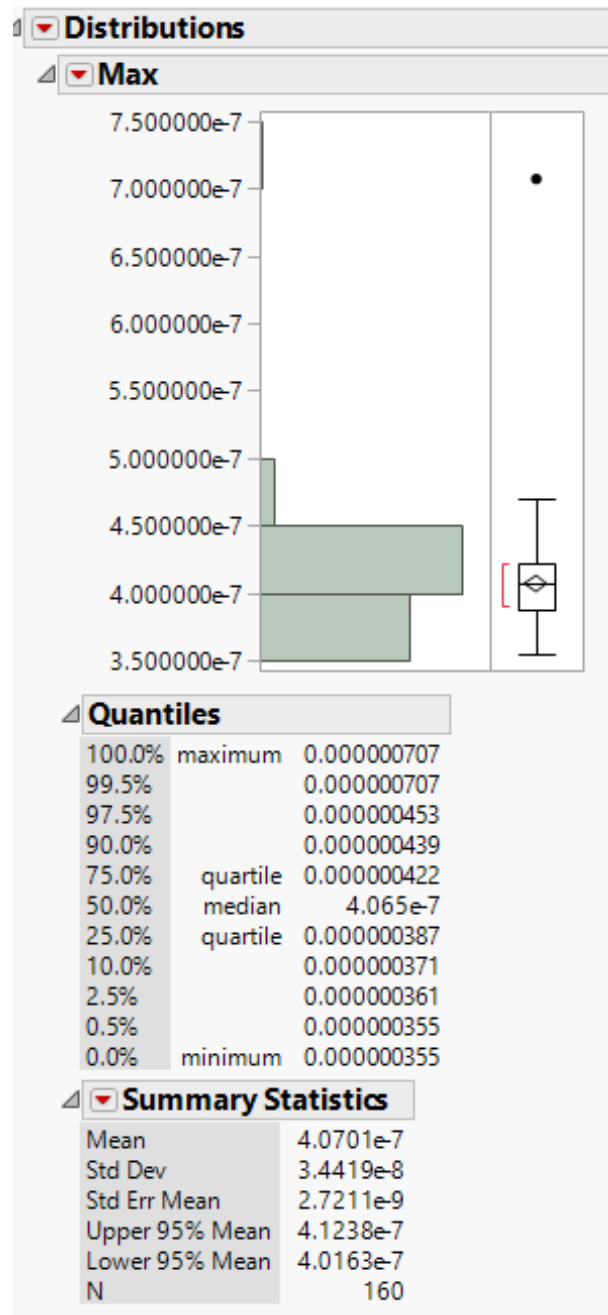 Distributions
Max
7.500000e-7
7.000000e-7
6.500000e-7
6.000000e-7
5.500000e-7
5.000000e-7
4.500000e-7
4.000000e-7
3.500000e-7
Quantiles
100.0% maximum 0.000000707
99.5% 0.000000707
97.5% 0.000000453
90.0% 0.000000439
75.0% quartile 0.000000422
50.0% median 4.065e-7
25.0% quartile 0.000000387
10.0% 0.000000371
2.5% 0.000000361
0.5% 0.000000355
0.0% minimum 0.000000355
Summary Statistics
Mean 4.0701e-7
Std Dev 3.4419e-8
Std Err Mean 2.7211e-9
Upper 95% Mean 4.1238e-7
Lower 95% Mean 4.0163e-7
N 160